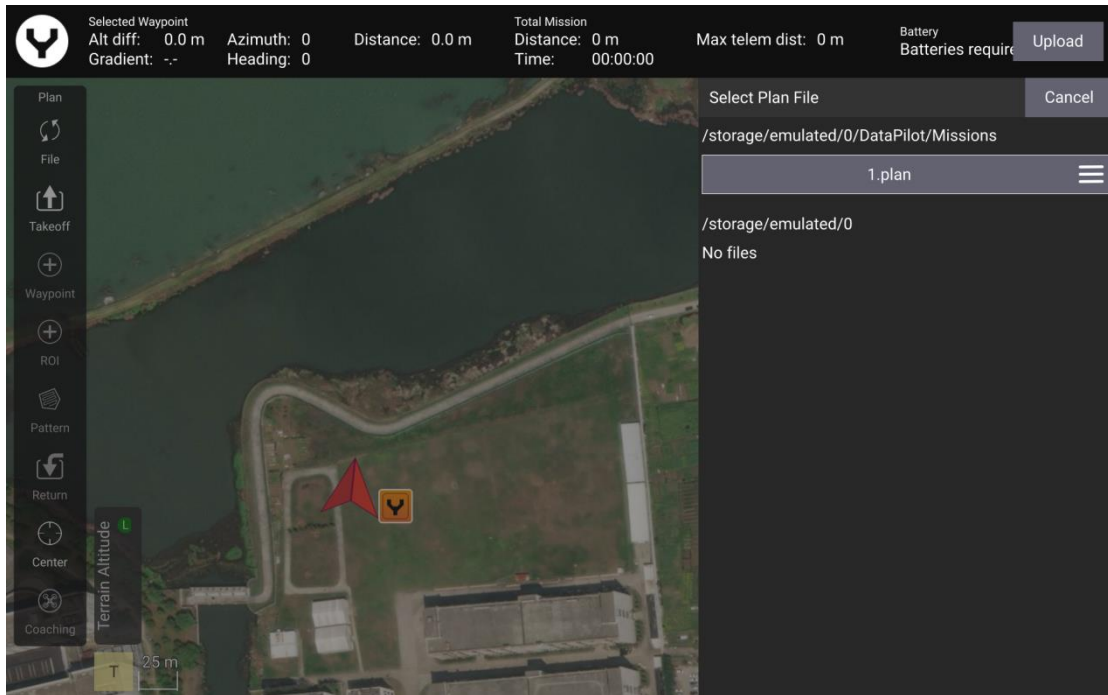 Selected Waypoint
Alt diff: 0.0 m Azimuth: 0 Distance: 0.0 m
Gradient: -.- Heading: 0
Total Mission
Distance: 0 m Max telem dist: 0 m
Time: 00:00:00
Battery
Batteries require
Upload
Plan
File
Takeoff
Waypoint
ROI
Pattern
Return
Center
Coaching
Terrain Altitude
L
T
25 m
Select Plan File Cancel
/storage/emulated/0/DataPilot/Missions
1.plan
/storage/emulated/0
No files